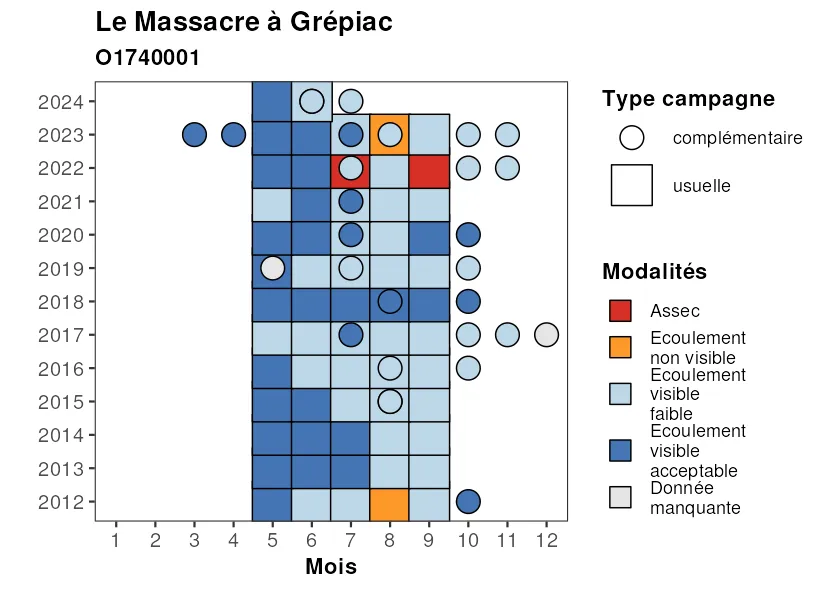 Le Massacre à Grépiac
O1740001
2024
2023
2022
2021
2020
2019
2018
2017
2016
2015
2014
2013
2012
1 2 3 4 5 6 7 8 9 10 11 12
Mois
Type campagne
complémentaire
usuelle
Modalités
Assec
Ecoulement
non visible
Ecoulement
visible
faible
Ecoulement
visible
acceptable
Donnée
manquante